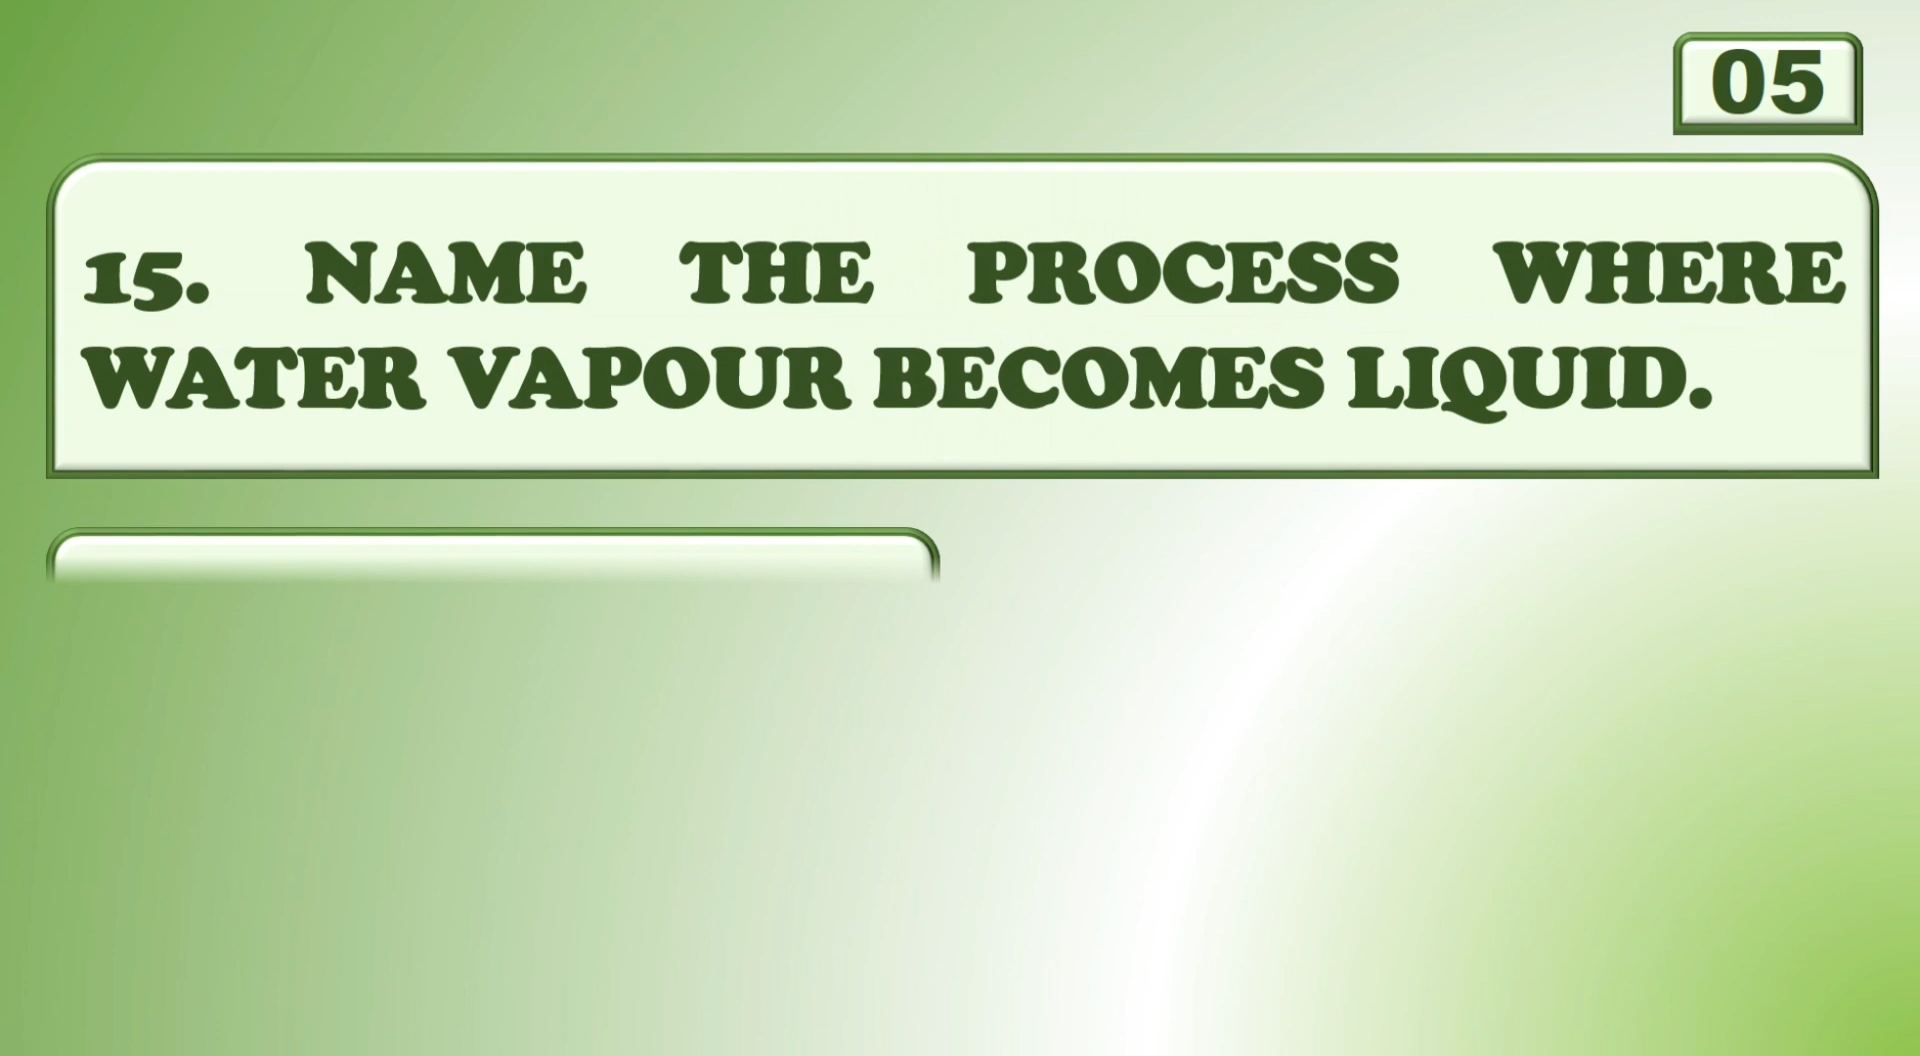 05
15. NAME THE PROCESS WHERE
WATER VAPOUR BECOMES LIQUID.